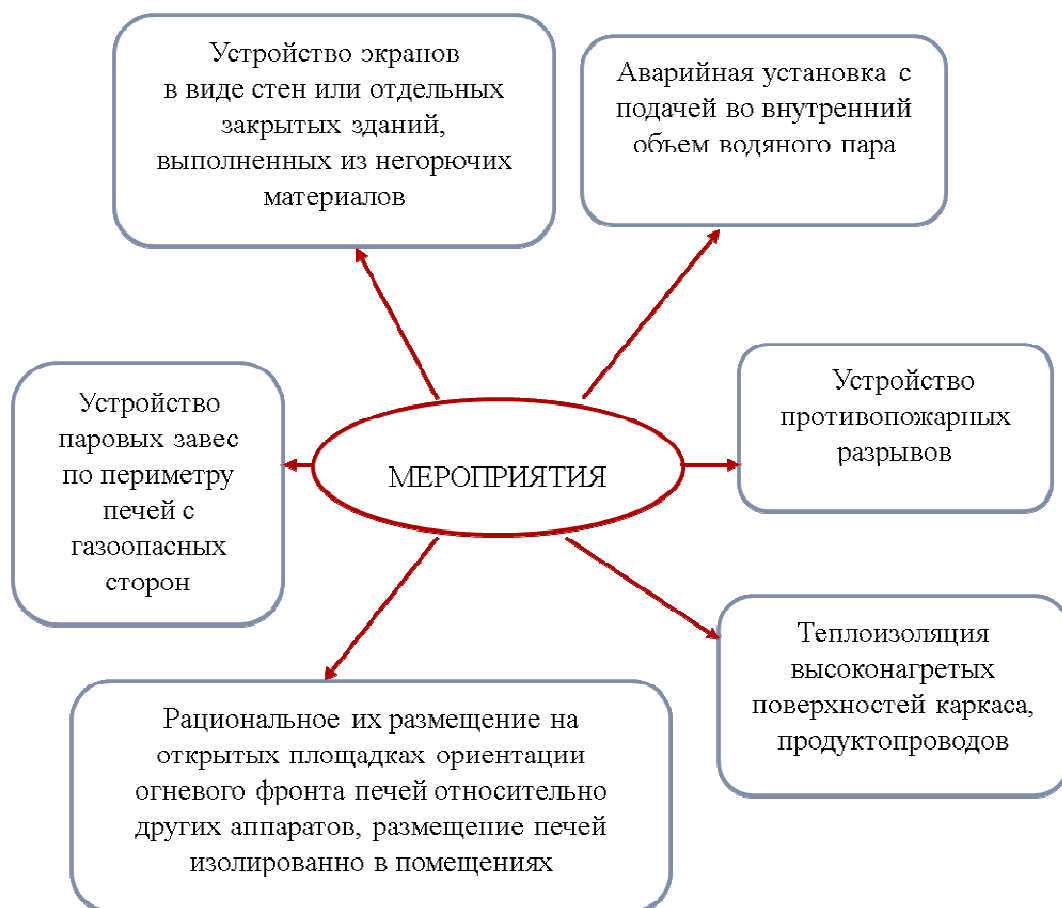 Устройство экранов
в виде стен или отдельных
закрытых зданий,
выполненных из негорючих
материалов
Аварийная установка с
подачей во внутренний
объем водяного пара
Устройство
паровых завес
по периметру
печей с
газоопасных
сторон
МЕРОПРИЯТИЯ
Устройство
противопожарных
разрывов
Рациональное их размещение на
открытых площадках ориентации
огневого фронта печей относительно
других аппаратов, размещение печей
изолированно в помещениях
Теплоизоляция
высоконагретых
поверхностей каркаса,
продуктопроводов